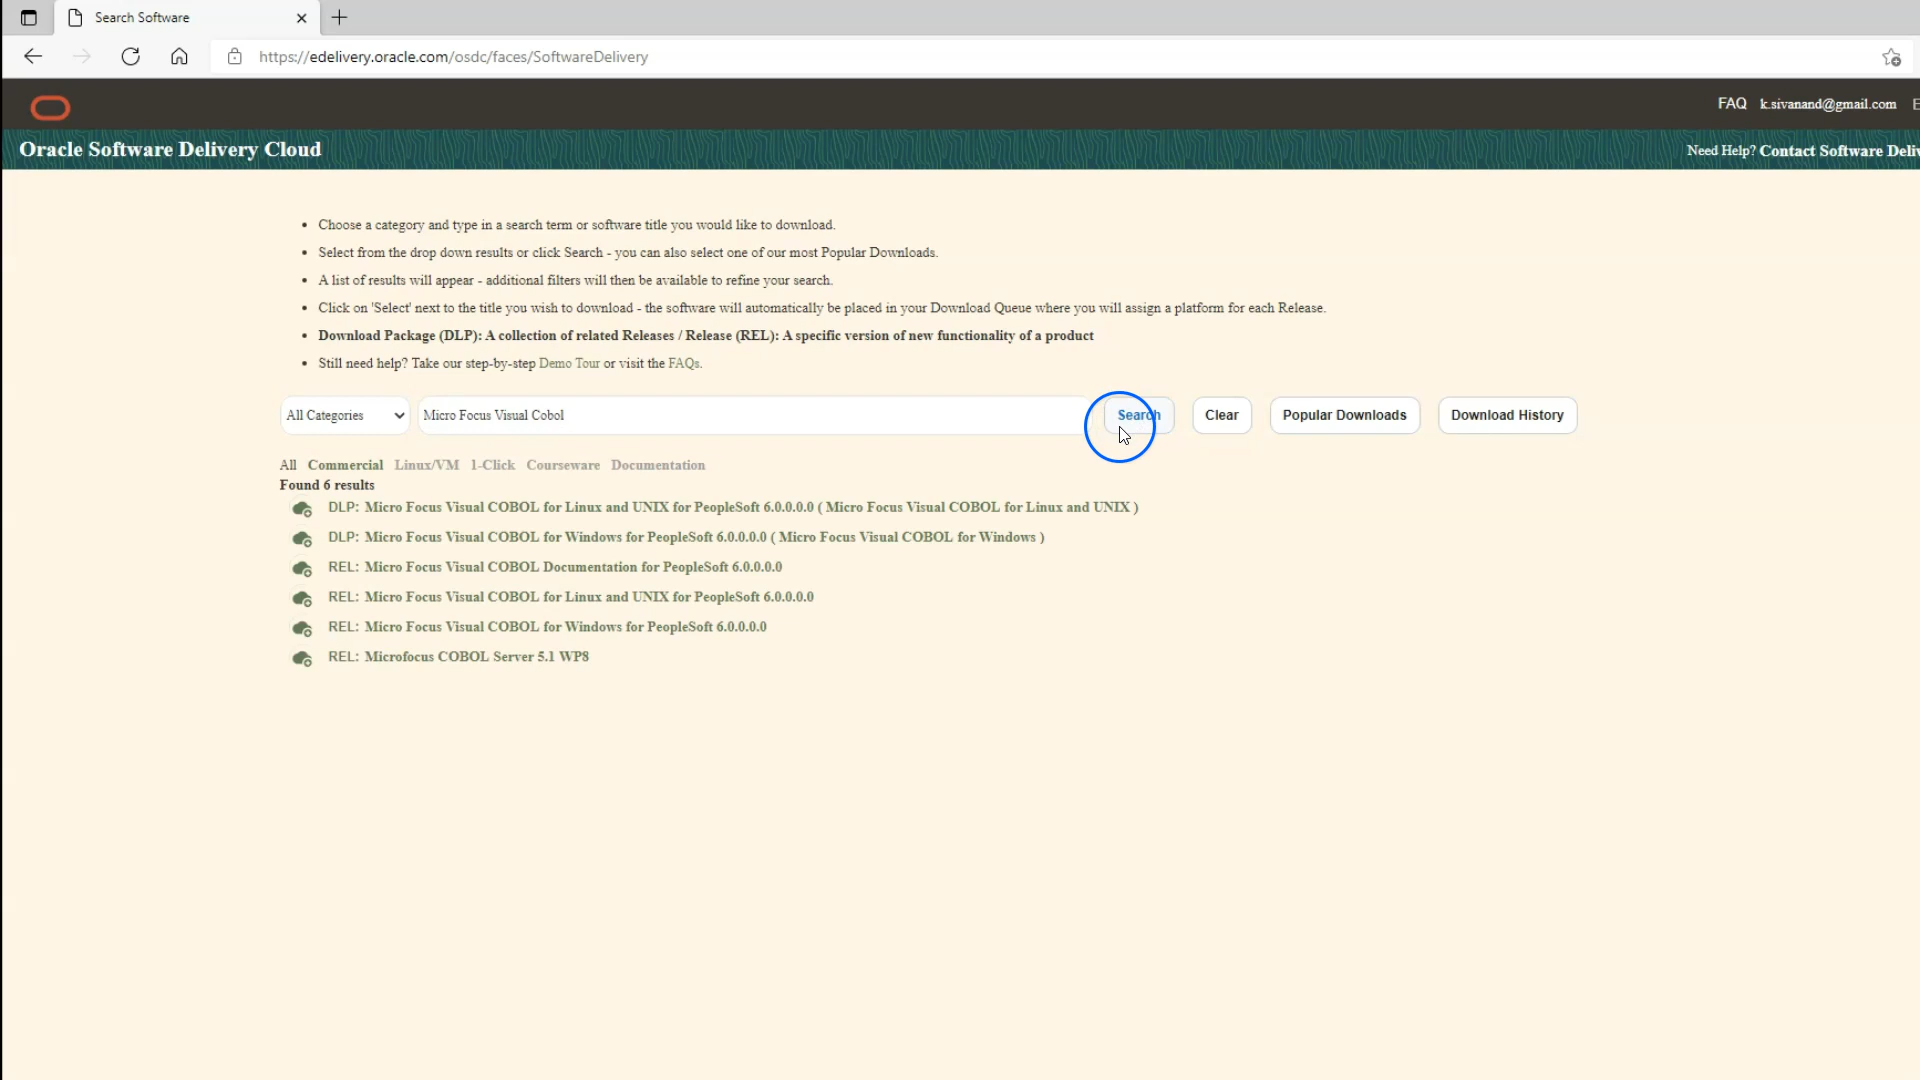 Search Software
https://edelivery.oracle.com/osdc/faces/SoftwareDelivery
FAQ k.sivanand@gmail.com
Oracle Software Delivery Cloud
Need Help? Contact Software
• Choose a category and type in a search term or software title you would like to download.
• Select from the drop down results or click Search - you can also select one of our most Popular Downloads.
• A list of results will appear - additional filters will then be available to refine your search.
• Click on 'Select' next to the title you wish to download - the software will automatically be placed in your Download Queue where you will assign a platform for each Release.
• Download Package (DLP): A collection of related Releases / Release (REL): A specific version of new functionality of a product
• Still need help? Take our step-by-step Demo Tour or visit the FAQs.
All Categories Micro Focus Visual Cobol Search Clear Popular Downloads Download History
All Commercial Linux/VM 1-Click Courseware Documentation
Found 6 results
DLP: Micro Focus Visual COBOL for Linux and UNIX for PeopleSoft 6.0.0.0.0 ( Micro Focus Visual COBOL for Linux and UNIX )
DLP: Micro Focus Visual COBOL for Windows for PeopleSoft 6.0.0.0.0 ( Micro Focus Visual COBOL for Windows )
REL: Micro Focus Visual COBOL Documentation for PeopleSoft 6.0.0.0.0
REL: Micro Focus Visual COBOL for Linux and UNIX for PeopleSoft 6.0.0.0.0
REL: Micro Focus Visual COBOL for Windows for PeopleSoft 6.0.0.0.0
REL: Microfocus COBOL Server 5.1 WP8